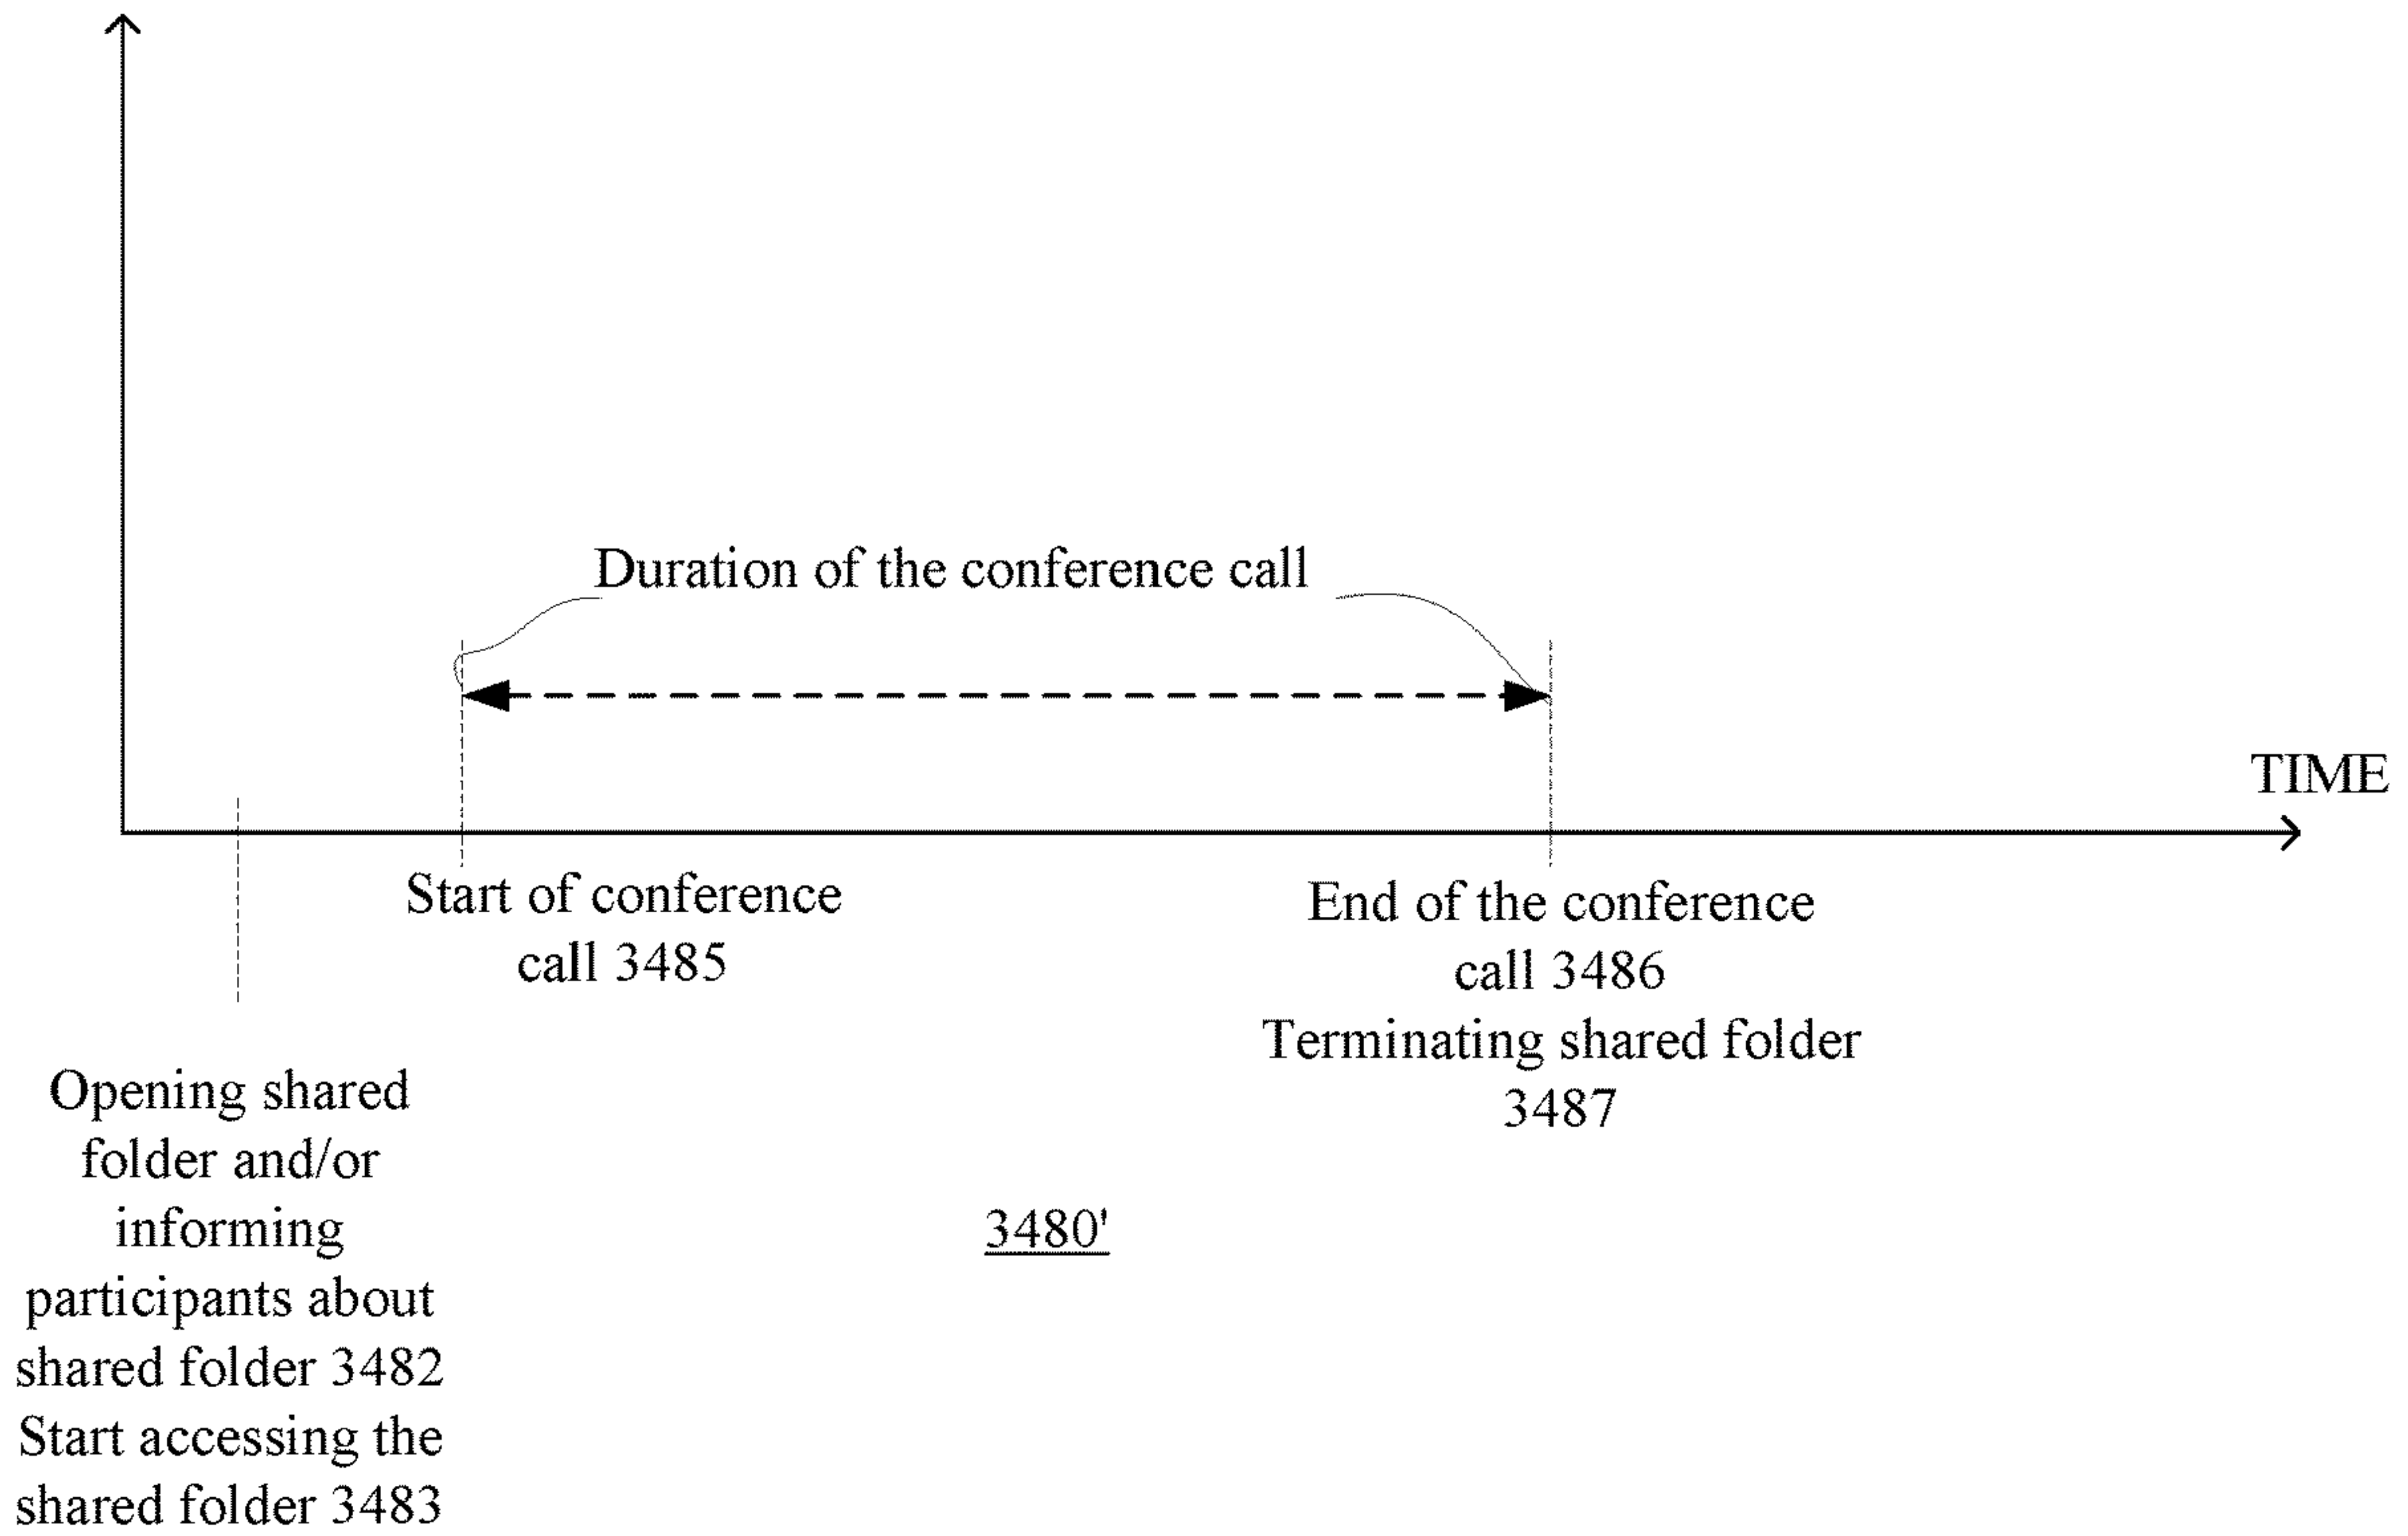 Duration of the conference call
TIME
Start of conference
call 3485
End of the conference
call 3486
Terminating shared folder
3487
Opening shared
folder and/or
informing
participants about
shared folder 3482
Start accessing the
shared folder 3483
3480'